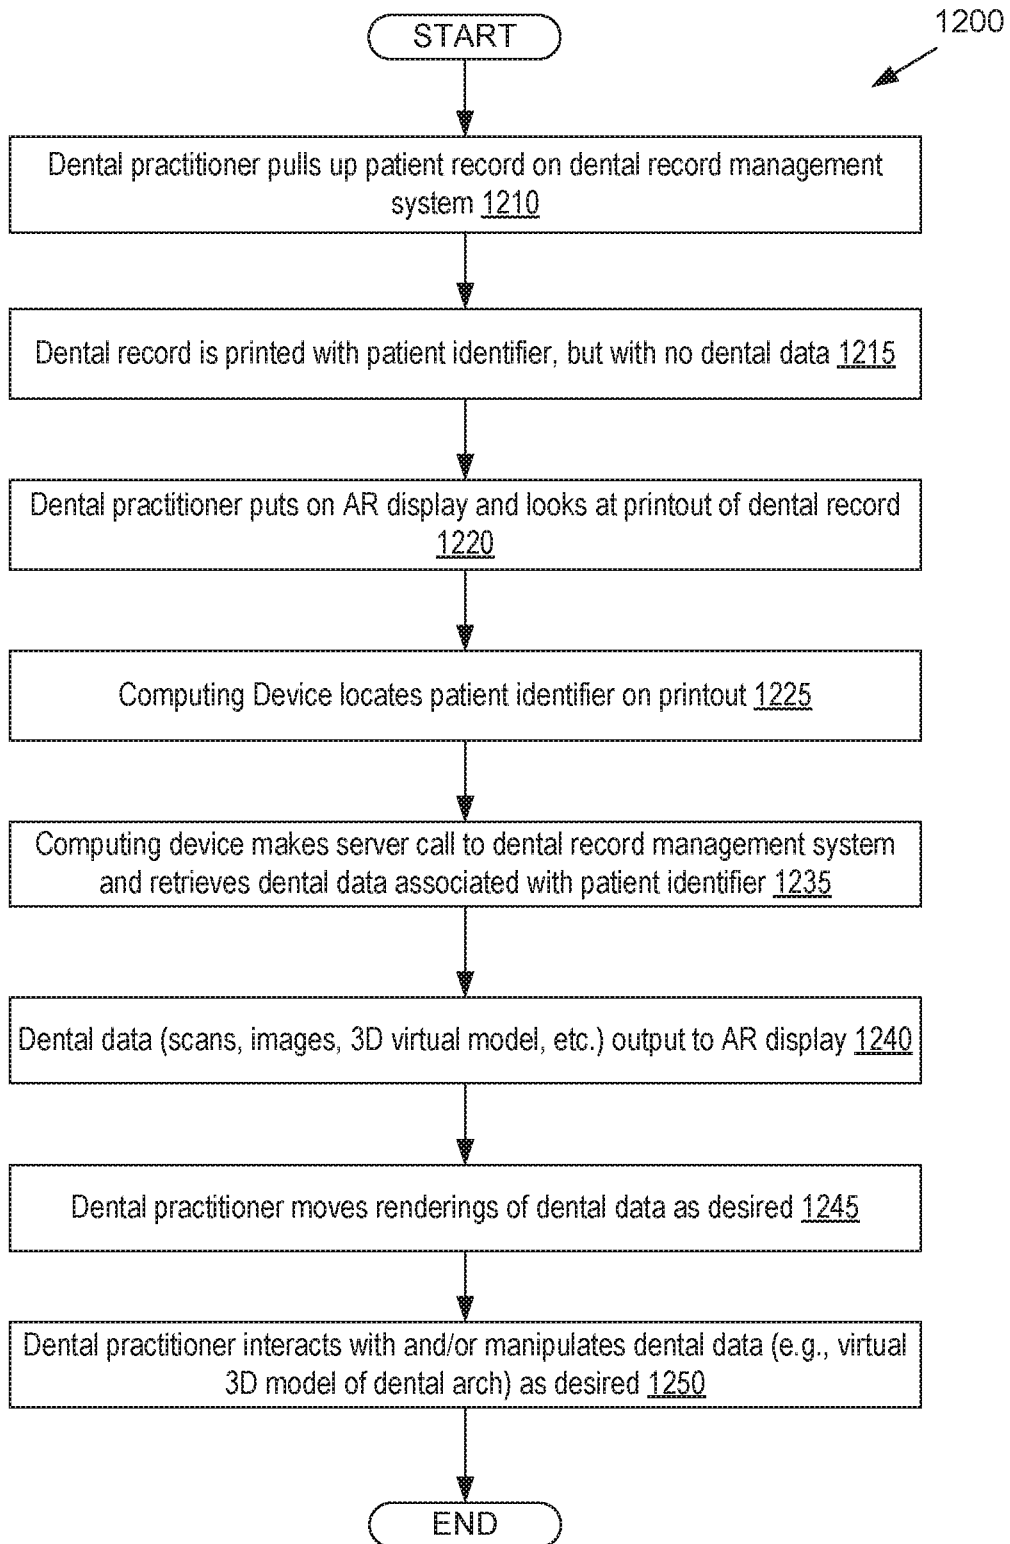 START
1200
Dental practitioner pulls up patient record on dental record management
system 1210
Dental record is printed with patient identifier, but with no dental data 1215
Dental practitioner puts on AR display and looks at printout of dental record
1220
Computing Device locates patient identifier on printout 1225
Computing device makes server call to dental record management system
and retrieves dental data associated with patient identifier 1235
Dental data (scans, images, 3D virtual model, etc.) output to AR display 1240
Dental practitioner moves renderings of dental data as desired 1245
Dental practitioner interacts with and/or manipulates dental data (e.g., virtual
3D model of dental arch) as desired 1250
END